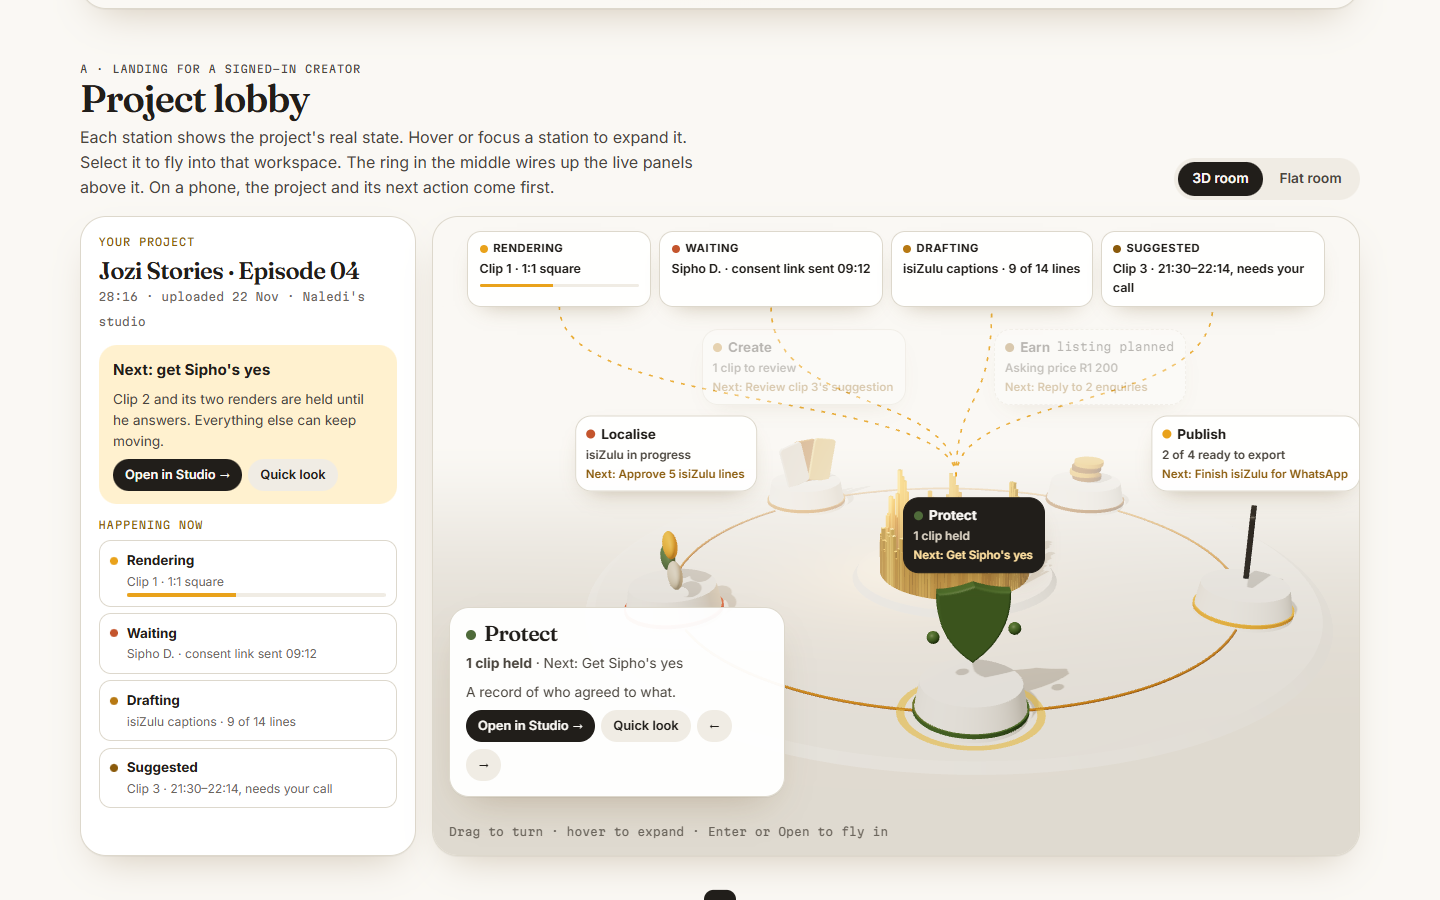 A · LANDING FOR A SIGNED-IN CREATOR
Project lobby
Each station shows the project's real state. Hover or focus a station to expand it.
Select it to fly into that workspace. The ring in the middle wires up the live panels
above it. On a phone, the project and its next action come first.
3D room
Flat room
YOUR PROJECT
Jozi Stories · Episode 04
28:16 · uploaded 22 Nov · Naledi's
studio
Next: get Sipho's yes
Clip 2 and its two renders are held until
he answers. Everything else can keep
moving.
Open in Studio →
Quick look
HAPPENING NOW
Rendering
Clip 1 · 1:1 square
Waiting
Sipho D. · consent link sent 09:12
Drafting
isiZulu captions · 9 of 14 lines
Suggested
Clip 3 · 21:30–22:14, needs your call
RENDERING
Clip 1 · 1:1 square
WAITING
Sipho D. · consent link sent 09:12
DRAFTING
isiZulu captions · 9 of 14 lines
SUGGESTED
Clip 3 · 21:30–22:14, needs your
call
Create
1 clip to review
Next: Review clip 3's suggestion
Earn listing planned
Asking price R1 200
Next: Reply to 2 enquiries
Localise
isiZulu in progress
Next: Approve 5 isiZulu lines
Publish
2 of 4 ready to export
Next: Finish isiZulu for WhatsApp
Protect
1 clip held
Next: Get Sipho's yes
Protect
1 clip held · Next: Get Sipho's yes
A record of who agreed to what.
Open in Studio →
Quick look
←
→
Drag to turn · hover to expand · Enter or Open to fly in